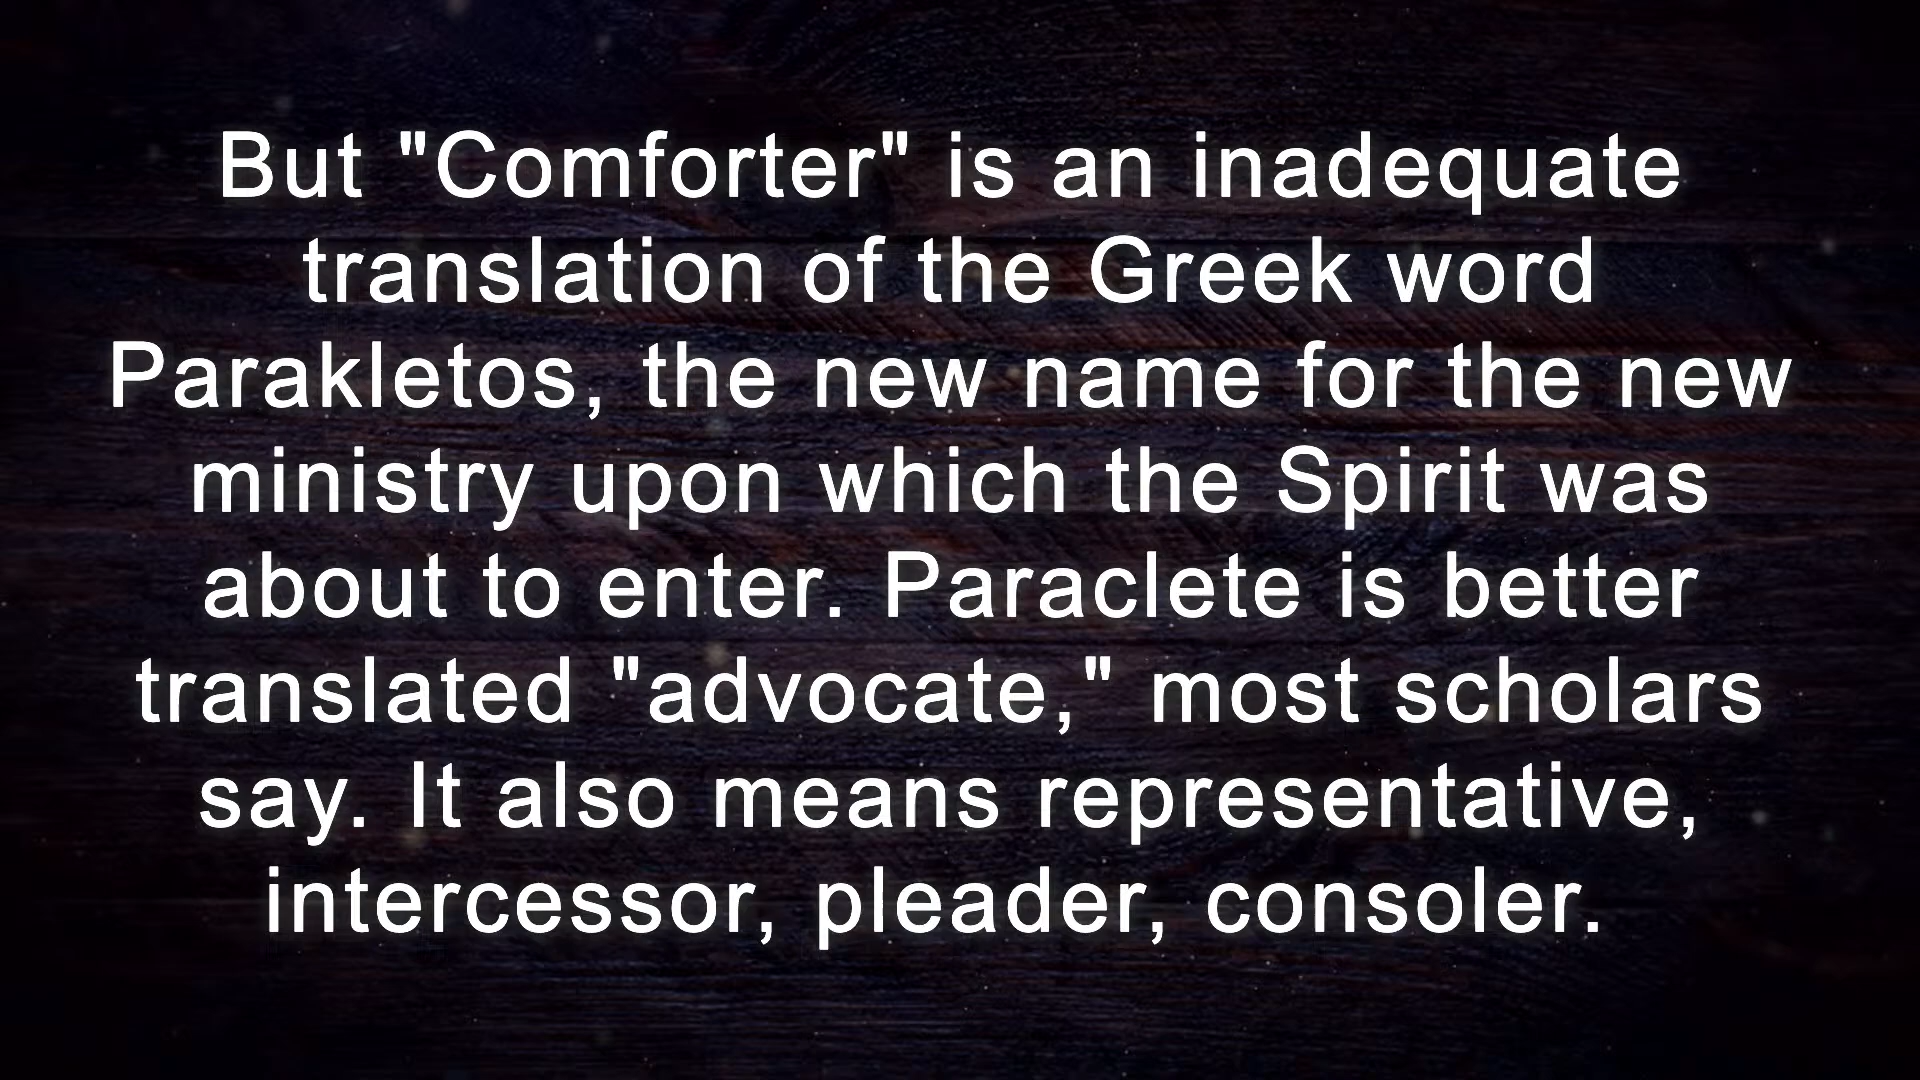 But "Comforter" is an inadequate
translation of the Greek word
Parakletos, the new name for the new
ministry upon which the Spirit was
about to enter. Paraclete is better
translated "advocate," most scholars
say. It also means representative,
intercessor, pleader, consoler.